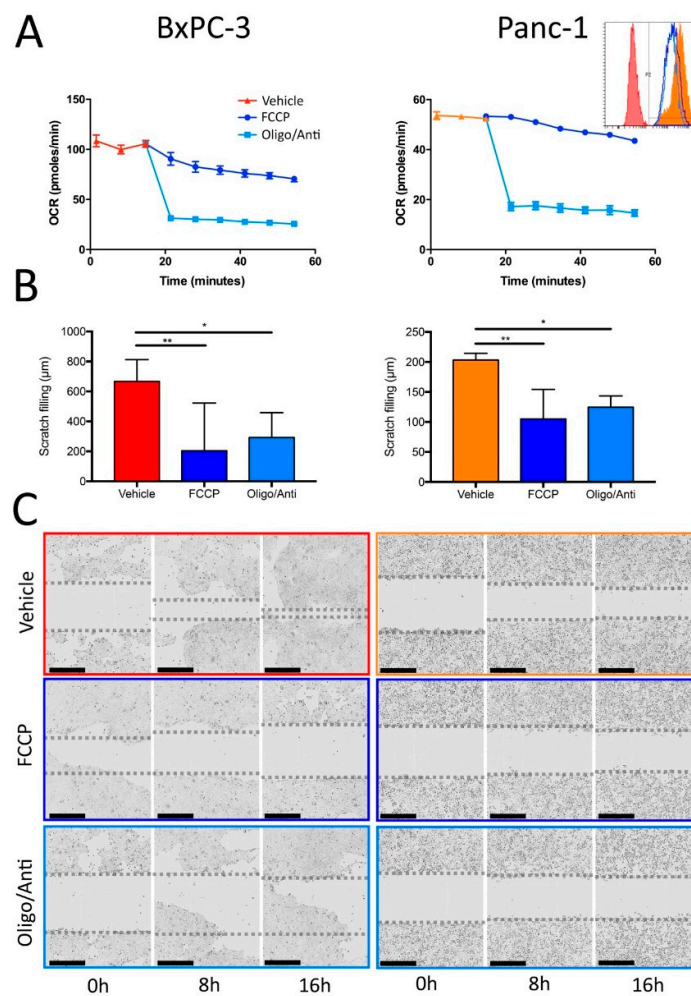 A
BxPC-3
Panc-1
P2
OCR (pmoles/min)
150
100
50
0
0
20
40
60
Time (minutes)
Vehicle
FCCP
Oligo/Anti
OCR (pmoles/min)
60
40
20
0
0
20
40
60
Time (minutes)
B
Scratch filling (μm)
1000
800
600
400
200
0
*
**
Vehicle
FCCP
Oligo/Anti
Scratch filling (μm)
250
200
150
100
50
0
*
**
Vehicle
FCCP
Oligo/Anti
C
Vehicle
FCCP
Oligo/Anti
0h
8h
16h
0h
8h
16h